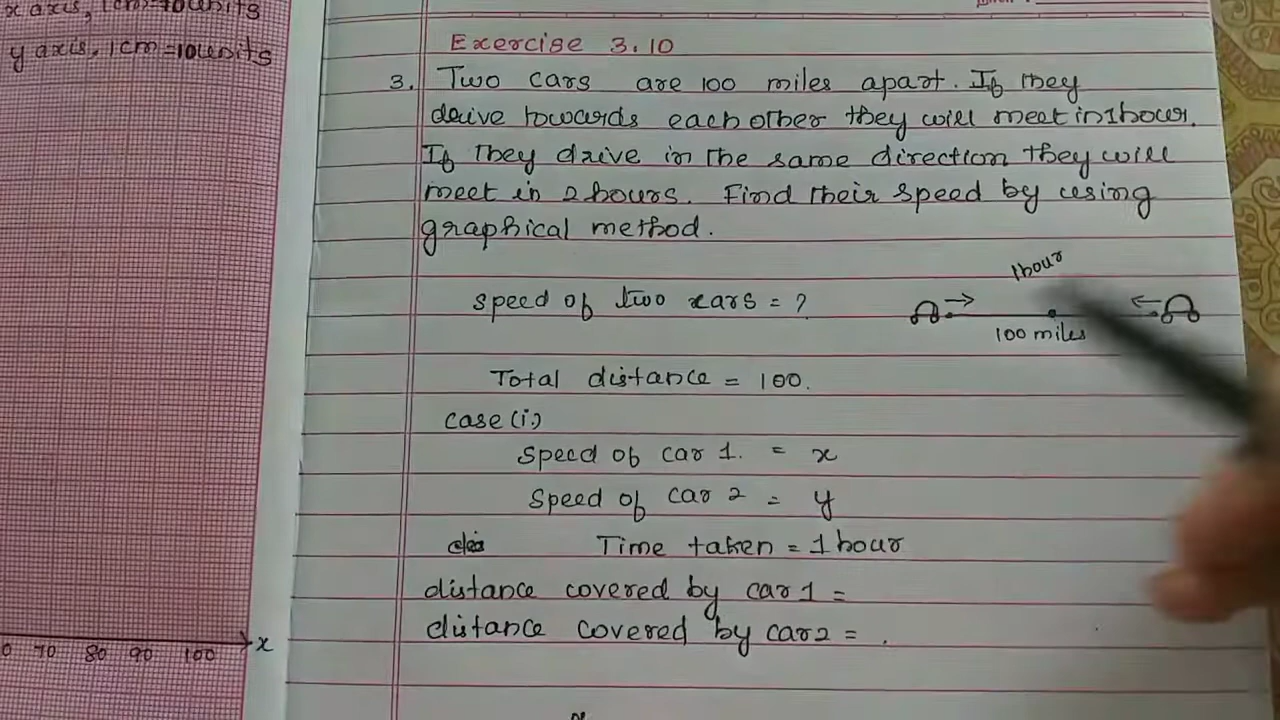 x axis, 1cm=10units
y axis, 1cm=10units
Exercise 3.10
3. Two cars are 100 miles apart. If they
drive towards each other they will meet in 1 hour.
If They drive in the same direction they will
meet in 2 hours. Find their speed by using
graphical method.
1 hour
Speed of two cars = ?
100 miles
Total distance = 100.
case (i)
Speed of car 1. = x
Speed of car 2 = y
Time taken = 1 hour
distance covered by car 1 =
distance covered by car 2 = .
0 70 80 90 100 x